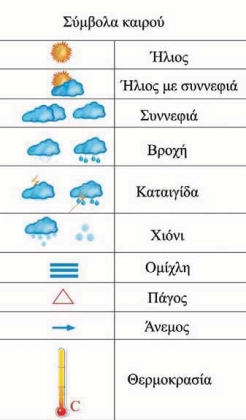 Σύμβολα καιρού
Ήλιος
Ήλιος με συννεφιά
Συννεφιά
Βροχή
Καταιγίδα
Χιόνι
Ομίχλη
Πάγος
Άνεμος
Θερμοκρασία
C